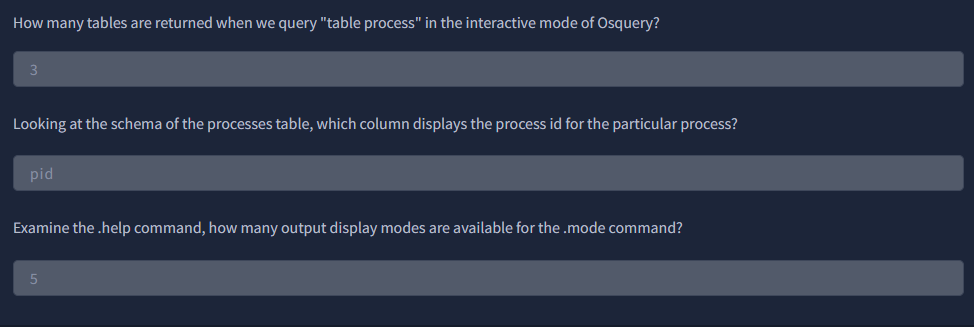 How many tables are returned when we query "table process" in the interactive mode of Osquery?
3
Looking at the schema of the processes table, which column displays the process id for the particular process?
pid
Examine the .help command, how many output display modes are available for the .mode command?
5